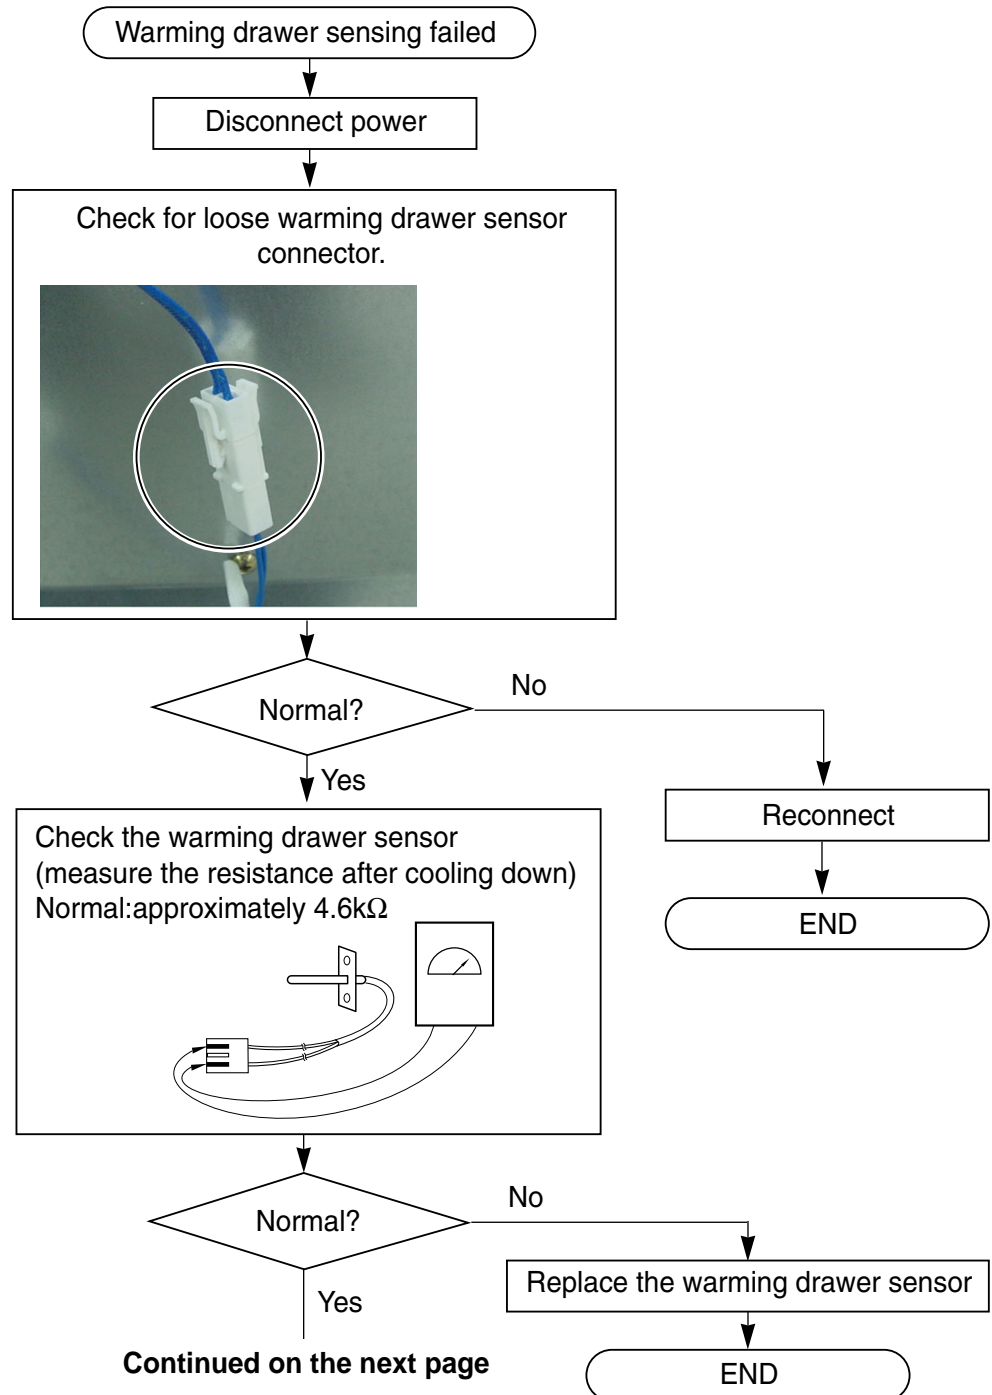 Warming drawer sensing failed
Disconnect power
Check for loose warming drawer sensor
connector.
Normal?
No
Yes
Reconnect
END
Check the warming drawer sensor
(measure the resistance after cooling down)
Normal:approximately 4.6kΩ
Normal?
No
Yes
Replace the warming drawer sensor
END
Continued on the next page